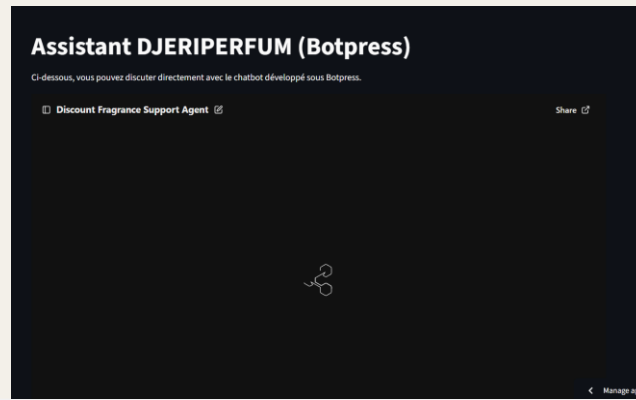 Assistant DJERIPERFUM (Botpress)
Ci-dessous, vous pouvez discuter directement avec le chatbot développé sous Botpress.
Discount Fragrance Support Agent
Share
Manage